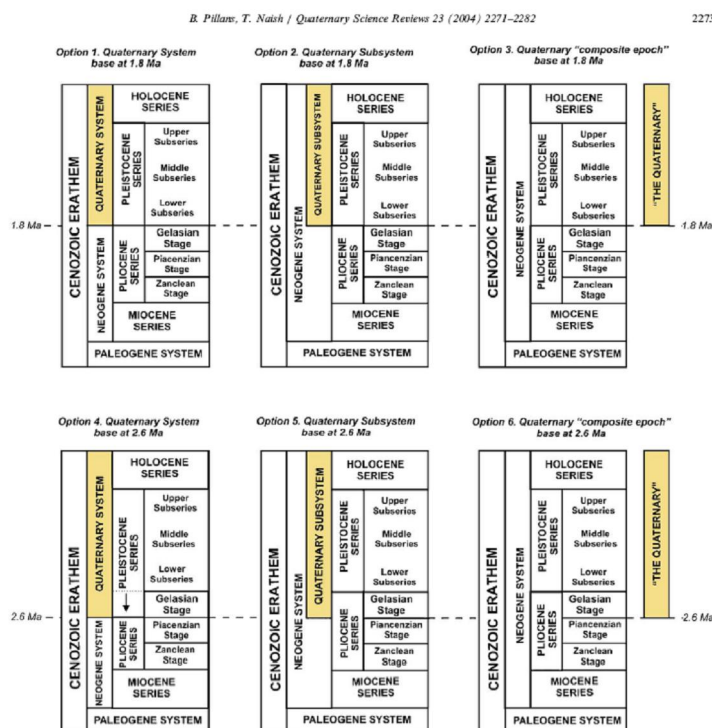 B. Pillans, T. Naish / Quaternary Science Reviews 23 (2004) 2271–2282
2273
Option 1. Quaternary System
base at 1.8 Ma
CENOZOIC ERATHEM
QUATERNARY SYSTEM
NEOGENE SYSTEM
HOLOCENE
SERIES
PLEISTOCENE
SERIES
Upper
Subseries
Middle
Subseries
Lower
Subseries
1.8 Ma
PLIOCENE
SERIES
Gelasian
Stage
Piacenzian
Stage
Zanclean
Stage
MIOCENE
SERIES
PALEOGENE SYSTEM
Option 2. Quaternary Subsystem
base at 1.8 Ma
CENOZOIC ERATHEM
NEOGENE SYSTEM
QUATERNARY SUBSYSTEM
HOLOCENE
SERIES
PLEISTOCENE
SERIES
Upper
Subseries
Middle
Subseries
Lower
Subseries
PLIOCENE
SERIES
Gelasian
Stage
Piancenzian
Stage
Zanclean
Stage
MIOCENE
SERIES
PALEOGENE SYSTEM
Option 3. Quaternary "composite epoch"
base at 1.8 Ma
CENOZOIC ERATHEM
NEOGENE SYSTEM
HOLOCENE
SERIES
PLEISTOCENE
SERIES
Upper
Subseries
Middle
Subseries
Lower
Subseries
PLIOCENE
SERIES
Gelasian
Stage
Piancenzian
Stage
Zanclean
Stage
MIOCENE
SERIES
PALEOGENE SYSTEM
"THE QUATERNARY"
1.8 Ma
Option 4. Quaternary System
base at 2.6 Ma
CENOZOIC ERATHEM
QUATERNARY SYSTEM
NEOGENE SYSTEM
HOLOCENE
SERIES
PLEISTOCENE
SERIES
Upper
Subseries
Middle
Subseries
Lower
Subseries
Gelasian
Stage
2.6 Ma
PLIOCENE
SERIES
Piacenzian
Stage
Zanclean
Stage
MIOCENE
SERIES
PALEOGENE SYSTEM
Option 5. Quaternary Subsystem
base at 2.6 Ma
CENOZOIC ERATHEM
NEOGENE SYSTEM
QUATERNARY SUBSYSTEM
HOLOCENE
SERIES
PLEISTOCENE
SERIES
Upper
Subseries
Middle
Subseries
Lower
Subseries
PLIOCENE
SERIES
Gelasian
Stage
Piancenzian
Stage
Zanclean
Stage
MIOCENE
SERIES
PALEOGENE SYSTEM
Option 6. Quaternary "composite epoch"
base at 2.6 Ma
CENOZOIC ERATHEM
NEOGENE SYSTEM
HOLOCENE
SERIES
PLEISTOCENE
SERIES
Upper
Subseries
Middle
Subseries
Lower
Subseries
PLIOCENE
SERIES
Gelasian
Stage
Piancenzian
Stage
Zanclean
Stage
MIOCENE
SERIES
PALEOGENE SYSTEM
"THE QUATERNARY"
2.6 Ma